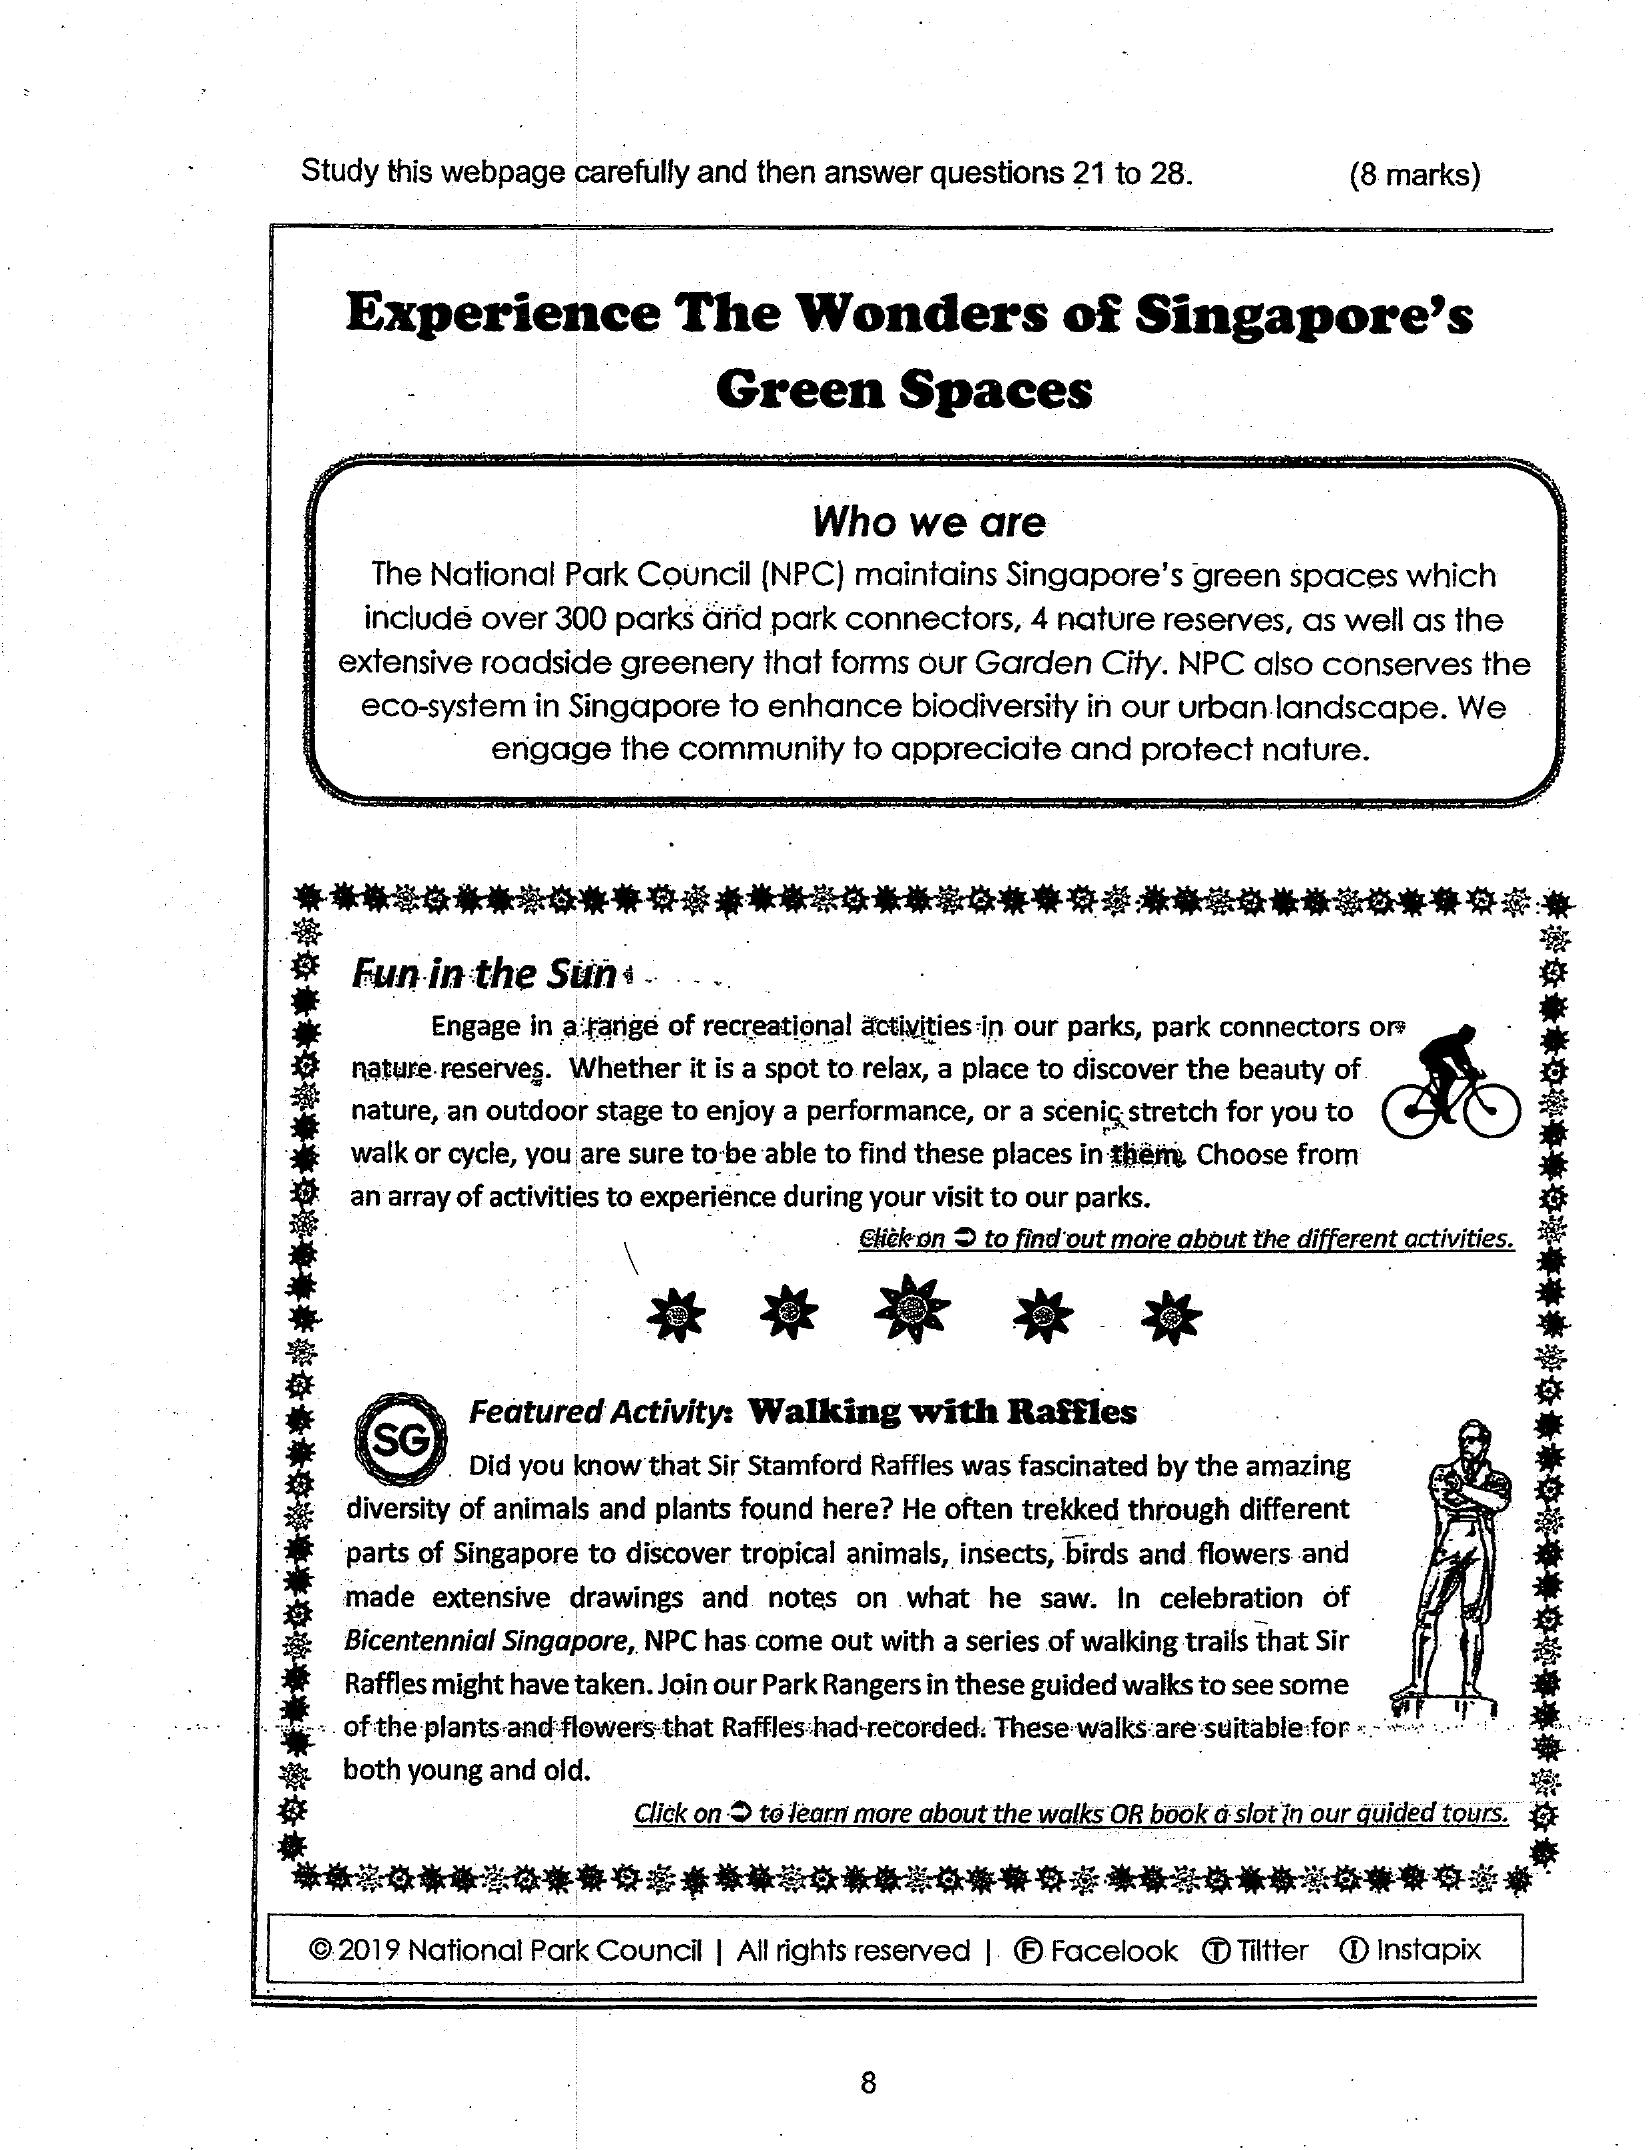 Study this webpage carefully and then answer questions 21 to 28. (8 marks)
Experience The Wonders of Singapore's
Green Spaces
Who we are
The National Park Council (NPC) maintains Singapore's green spaces which
include over 300 parks and park connectors, 4 nature reserves, as well as the
extensive roadside greenery that forms our Garden City. NPC also conserves the
eco-system in Singapore to enhance biodiversity in our urban landscape. We
engage the community to appreciate and protect nature.
Fun in the Sun
Engage in a range of recreational activities in our parks, park connectors or
nature reserves. Whether it is a spot to relax, a place to discover the beauty of
nature, an outdoor stage to enjoy a performance, or a scenic stretch for you to
walk or cycle, you are sure to be able to find these places in them. Choose from
an array of activities to experience during your visit to our parks.
Click on ➲ to find out more about the different activities.
SG
Featured Activity: Walking with Raffles
Did you know that Sir Stamford Raffles was fascinated by the amazing
diversity of animals and plants found here? He often trekked through different
parts of Singapore to discover tropical animals, insects, birds and flowers and
made extensive drawings and notes on what he saw. In celebration of
Bicentennial Singapore, NPC has come out with a series of walking trails that Sir
Raffles might have taken. Join our Park Rangers in these guided walks to see some
of the plants and flowers that Raffles had recorded. These walks are suitable for
both young and old.
Click on ➲ to learn more about the walks OR book a slot in our guided tours.
© 2019 National Park Council | All rights reserved | Ⓕ Facelook Ⓣ Tiltter Ⓘ Instapix
8